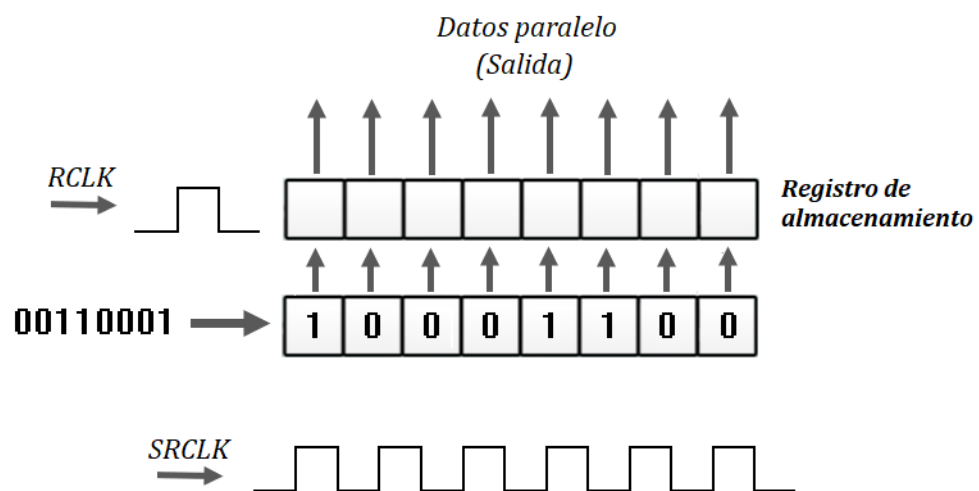 Datos paralelo
(Salida)
RCLK
Registro de
almacenamiento
00110001
1 0 0 0 1 1 0 0
SRCLK